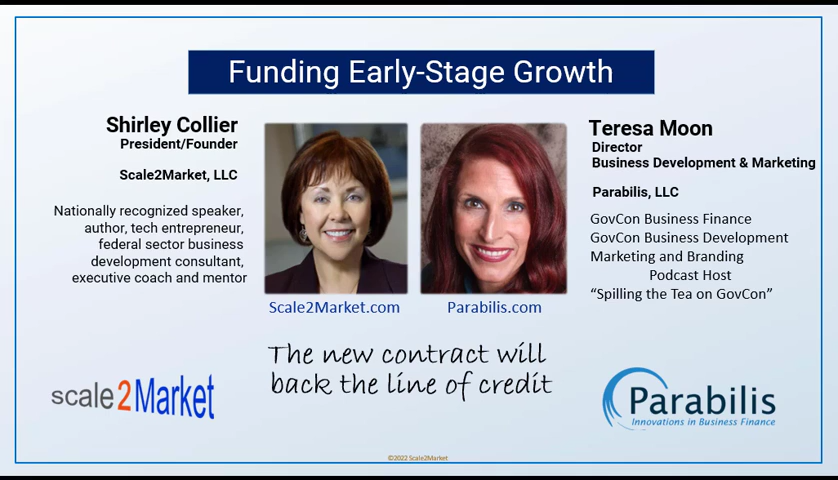 Funding Early-Stage Growth
Shirley Collier
President/Founder
Scale2Market, LLC
Nationally recognized speaker,
author, tech entrepreneur,
federal sector business
development consultant,
executive coach and mentor
Scale2Market.com
Parabilis.com
Teresa Moon
Director
Business Development & Marketing
Parabilis, LLC
GovCon Business Finance
GovCon Business Development
Marketing and Branding
Podcast Host
“Spilling the Tea on GovCon”
The new contract will
back the line of credit
scale2Market
Parabilis
Innovations in Business Finance
©2022 Scale2Market